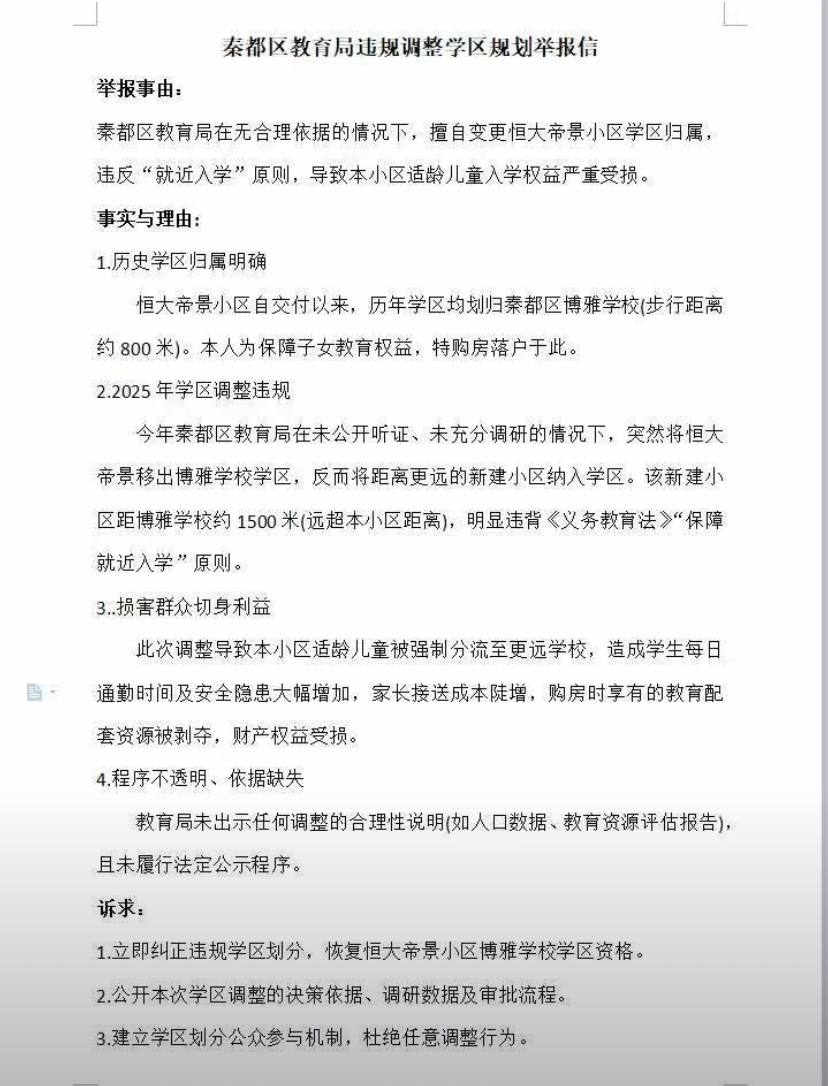 秦都区教育局违规调整学区规划举报信
举报事由：
秦都区教育局在无合理依据的情况下，擅自变更恒大帝景小区学区归属，
违反“就近入学”原则，导致本小区适龄儿童入学权益严重受损。
事实与理由：
1.历史学区归属明确
恒大帝景小区自交付以来，历年学区均划归秦都区博雅学校(步行距离
约 800 米)。本人为保障子女教育权益，特购房落户于此。
2.2025 年学区调整违规
今年秦都区教育局在未公开听证、未充分调研的情况下，突然将恒大
帝景移出博雅学校学区，反而将距离更远的新建小区纳入学区。该新建小
区距博雅学校约 1500 米(远超本小区距离)，明显违背《义务教育法》“保障
就近入学”原则。
3..损害群众切身利益
此次调整导致本小区适龄儿童被强制分流至更远学校，造成学生每日
通勤时间及安全隐患大幅增加，家长接送成本陡增，购房时享有的教育配
套资源被剥夺，财产权益受损。
4.程序不透明、依据缺失
教育局未出示任何调整的合理性说明(如人口数据、教育资源评估报告)，
且未履行法定公示程序。
诉求：
1.立即纠正违规学区划分，恢复恒大帝景小区博雅学校学区资格。
2.公开本次学区调整的决策依据、调研数据及审批流程。
3.建立学区划分公众参与机制，杜绝任意调整行为。